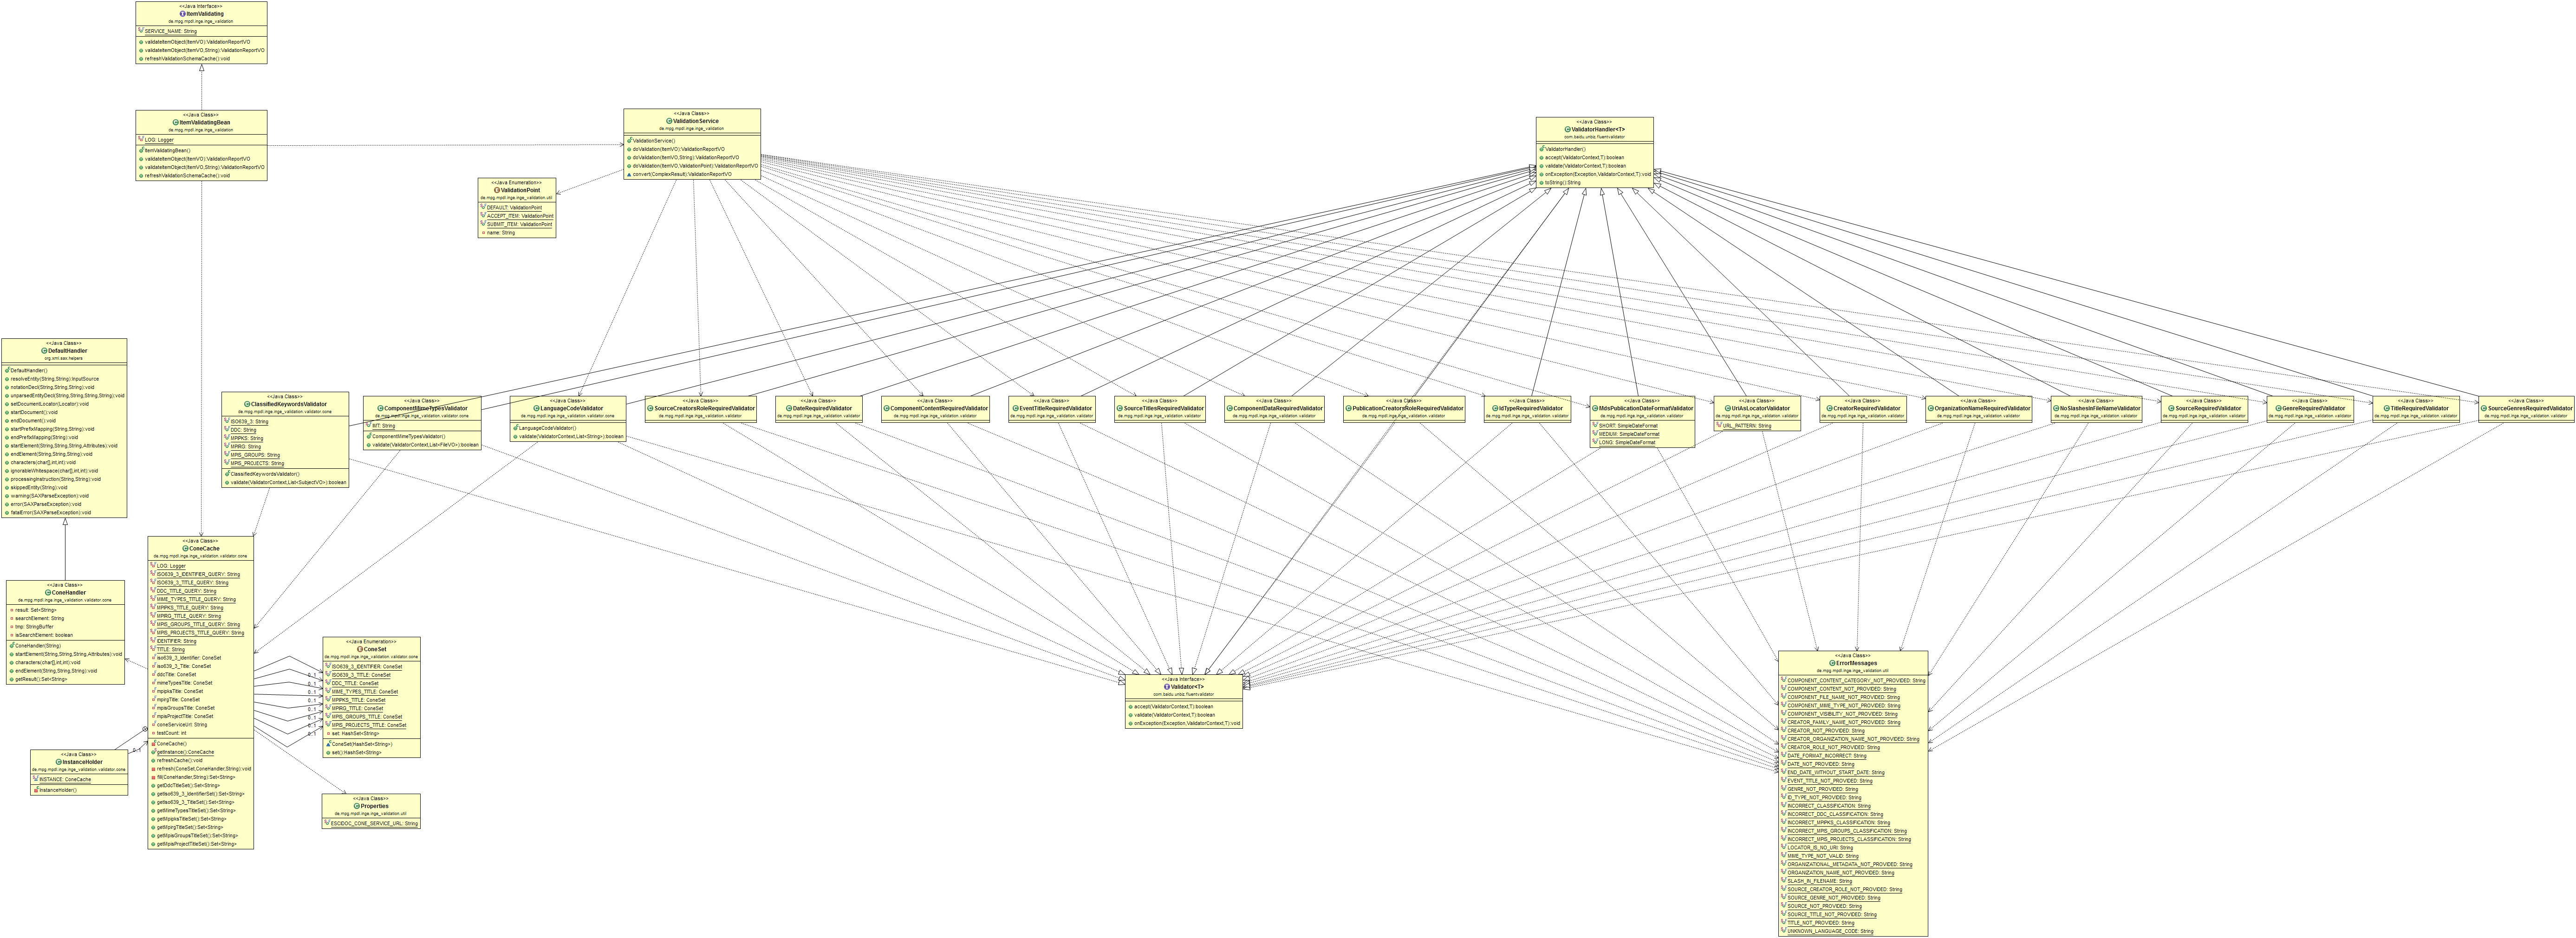 <<Java Interface>>
ItemValidating
de.mpg.mpdl.inge.inge_validation
SERVICE_NAME: String
validateItemObject(ItemVO):ValidationReportVO
validateItemObject(ItemVO,String):ValidationReportVO
refreshValidationSchemaCache():void
<<Java Class>>
ItemValidatingBean
de.mpg.mpdl.inge.inge_validation
LOG: Logger
ItemValidatingBean()
validateItemObject(ItemVO):ValidationReportVO
validateItemObject(ItemVO,String):ValidationReportVO
refreshValidationSchemaCache():void
<<Java Class>>
ValidationService
de.mpg.mpdl.inge.inge_validation
ValidationService()
doValidation(ItemVO):ValidationReportVO
doValidation(ItemVO,String):ValidationReportVO
doValidation(ItemVO,ValidationPoint):ValidationReportVO
convert(ComplexResult):ValidationReportVO
<<Java Class>>
ValidatorHandler<T>
com.baidu.unbiz.fluentvalidator
ValidatorHandler()
accept(ValidatorContext,T):boolean
validate(ValidatorContext,T):boolean
onException(Exception,ValidatorContext,T):void
toString():String
<<Java Enumeration>>
ValidationPoint
de.mpg.mpdl.inge.inge_validation.util
DEFAULT: ValidationPoint
ACCEPT_ITEM: ValidationPoint
SUBMIT_ITEM: ValidationPoint
name: String
<<Java Class>>
DefaultHandler
org.xml.sax.helpers
DefaultHandler()
resolveEntity(String,String):InputSource
notationDecl(String,String,String):void
unparsedEntityDecl(String,String,String,String):void
setDocumentLocator(Locator):void
startDocument():void
endDocument():void
startPrefixMapping(String,String):void
endPrefixMapping(String):void
startElement(String,String,String,Attributes):void
endElement(String,String,String):void
characters(char[],int,int):void
ignorableWhitespace(char[],int,int):void
processingInstruction(String,String):void
skippedEntity(String):void
warning(SAXParseException):void
error(SAXParseException):void
fatalError(SAXParseException):void
<<Java Class>>
ClassifiedKeywordsValidator
de.mpg.mpdl.inge.inge_validation.validator.cone
ISO639_3: String
DDC: String
MPIPKS: String
MPIRG: String
MPIS_GROUPS: String
MPIS_PROJECTS: String
ClassifiedKeywordsValidator()
validate(ValidatorContext,List<SubjectVO>):boolean
<<Java Class>>
ComponentMimeTypesValidator
de.mpg.mpdl.inge.inge_validation.validator.cone
IMT: String
ComponentMimeTypesValidator()
validate(ValidatorContext,List<FileVO>):boolean
<<Java Class>>
LanguageCodeValidator
de.mpg.mpdl.inge.inge_validation.validator.cone
LanguageCodeValidator()
validate(ValidatorContext,List<String>):boolean
<<Java Class>>
SourceCreatorsRoleRequiredValidator
de.mpg.mpdl.inge.inge_validation.validator
<<Java Class>>
DateRequiredValidator
de.mpg.mpdl.inge.inge_validation.validator
<<Java Class>>
ComponentContentRequiredValidator
de.mpg.mpdl.inge.inge_validation.validator
<<Java Class>>
EventTitleRequiredValidator
de.mpg.mpdl.inge.inge_validation.validator
<<Java Class>>
SourceTitlesRequiredValidator
de.mpg.mpdl.inge.inge_validation.validator
<<Java Class>>
ComponentDataRequiredValidator
de.mpg.mpdl.inge.inge_validation.validator
<<Java Class>>
PublicationCreatorsRoleRequiredValidator
de.mpg.mpdl.inge.inge_validation.validator
<<Java Class>>
IdTypeRequiredValidator
de.mpg.mpdl.inge.inge_validation.validator
<<Java Class>>
MdsPublicationDateFormatValidator
de.mpg.mpdl.inge.inge_validation.validator
SHORT: SimpleDateFormat
MEDIUM: SimpleDateFormat
LONG: SimpleDateFormat
<<Java Class>>
UriAsLocatorValidator
de.mpg.mpdl.inge.inge_validation.validator
URL_PATTERN: String
<<Java Class>>
CreatorRequiredValidator
de.mpg.mpdl.inge.inge_validation.validator
<<Java Class>>
OrganizationNameRequiredValidator
de.mpg.mpdl.inge.inge_validation.validator
<<Java Class>>
NoSlashesInFileNameValidator
de.mpg.mpdl.inge.inge_validation.validator
<<Java Class>>
SourceRequiredValidator
de.mpg.mpdl.inge.inge_validation.validator
<<Java Class>>
GenreRequiredValidator
de.mpg.mpdl.inge.inge_validation.validator
<<Java Class>>
TitleRequiredValidator
de.mpg.mpdl.inge.inge_validation.validator
<<Java Class>>
SourceGenresRequiredValidator
de.mpg.mpdl.inge.inge_validation.validator
<<Java Class>>
ConeHandler
de.mpg.mpdl.inge.inge_validation.validator.cone
result: Set<String>
searchElement: String
tmp: StringBuffer
isSearchElement: boolean
ConeHandler(String)
startElement(String,String,String,Attributes):void
characters(char[],int,int):void
endElement(String,String,String):void
getResult():Set<String>
<<Java Class>>
ConeCache
de.mpg.mpdl.inge.inge_validation.validator.cone
LOG: Logger
ISO639_3_IDENTIFIER_QUERY: String
ISO639_3_TITLE_QUERY: String
DDC_TITLE_QUERY: String
MIME_TYPES_TITLE_QUERY: String
MPIPKS_TITLE_QUERY: String
MPIRG_TITLE_QUERY: String
MPIS_GROUPS_TITLE_QUERY: String
MPIS_PROJECTS_TITLE_QUERY: String
IDENTIFIER: String
TITLE: String
iso639_3_Identifier: ConeSet
iso639_3_Title: ConeSet
ddcTitle: ConeSet
mimeTypesTitle: ConeSet
mpipksTitle: ConeSet
mpirgTitle: ConeSet
mpisGroupsTitle: ConeSet
mpisProjectTitle: ConeSet
coneServiceUrl: String
testCount: int
ConeCache()
getInstance():ConeCache
refreshCache():void
refresh(ConeSet,ConeHandler,String):void
fill(ConeHandler,String):Set<String>
getDdcTitleSet():Set<String>
getIso639_3_IdentifierSet():Set<String>
getIso639_3_TitleSet():Set<String>
getMimeTypesTitleSet():Set<String>
getMpipksTitleSet():Set<String>
getMpirgTitleSet():Set<String>
getMpisGroupsTitleSet():Set<String>
getMpisProjectTitleSet():Set<String>
<<Java Enumeration>>
ConeSet
de.mpg.mpdl.inge.inge_validation.validator.cone
ISO639_3_IDENTIFIER: ConeSet
ISO639_3_TITLE: ConeSet
DDC_TITLE: ConeSet
MIME_TYPES_TITLE: ConeSet
MPIPKS_TITLE: ConeSet
MPIRG_TITLE: ConeSet
MPIS_GROUPS_TITLE: ConeSet
MPIS_PROJECTS_TITLE: ConeSet
set: HashSet<String>
ConeSet(HashSet<String>)
set():HashSet<String>
0..1
0..1
0..1
0..1
0..1
0..1
0..1
0..1
0..1
<<Java Class>>
InstanceHolder
de.mpg.mpdl.inge.inge_validation.validator.cone
INSTANCE: ConeCache
InstanceHolder()
<<Java Class>>
Properties
de.mpg.mpdl.inge.inge_validation.util
ESCIDOC_CONE_SERVICE_URL: String
<<Java Interface>>
Validator<T>
com.baidu.unbiz.fluentvalidator
accept(ValidatorContext,T):boolean
validate(ValidatorContext,T):boolean
onException(Exception,ValidatorContext,T):void
<<Java Class>>
ErrorMessages
de.mpg.mpdl.inge.inge_validation.util
COMPONENT_CONTENT_CATEGORY_NOT_PROVIDED: String
COMPONENT_CONTENT_NOT_PROVIDED: String
COMPONENT_FILE_NAME_NOT_PROVIDED: String
COMPONENT_MIME_TYPE_NOT_PROVIDED: String
COMPONENT_VISIBILITY_NOT_PROVIDED: String
CREATOR_FAMILY_NAME_NOT_PROVIDED: String
CREATOR_NOT_PROVIDED: String
CREATOR_ORGANIZATION_NAME_NOT_PROVIDED: String
CREATOR_ROLE_NOT_PROVIDED: String
DATE_FORMAT_INCORRECT: String
DATE_NOT_PROVIDED: String
END_DATE_WITHOUT_START_DATE: String
EVENT_TITLE_NOT_PROVIDED: String
GENRE_NOT_PROVIDED: String
ID_TYPE_NOT_PROVIDED: String
INCORRECT_CLASSIFICATION: String
INCORRECT_DDC_CLASSIFICATION: String
INCORRECT_MPIPKS_CLASSIFICATION: String
INCORRECT_MPIS_GROUPS_CLASSIFICATION: String
INCORRECT_MPIS_PROJECTS_CLASSIFICATION: String
LOCATOR_IS_NO_URI: String
MIME_TYPE_NOT_VALID: String
ORGANIZATIONAL_METADATA_NOT_PROVIDED: String
ORGANIZATION_NAME_NOT_PROVIDED: String
SLASH_IN_FILENAME: String
SOURCE_CREATOR_ROLE_NOT_PROVIDED: String
SOURCE_GENRE_NOT_PROVIDED: String
SOURCE_NOT_PROVIDED: String
SOURCE_TITLE_NOT_PROVIDED: String
TITLE_NOT_PROVIDED: String
UNKNOWN_LANGUAGE_CODE: String